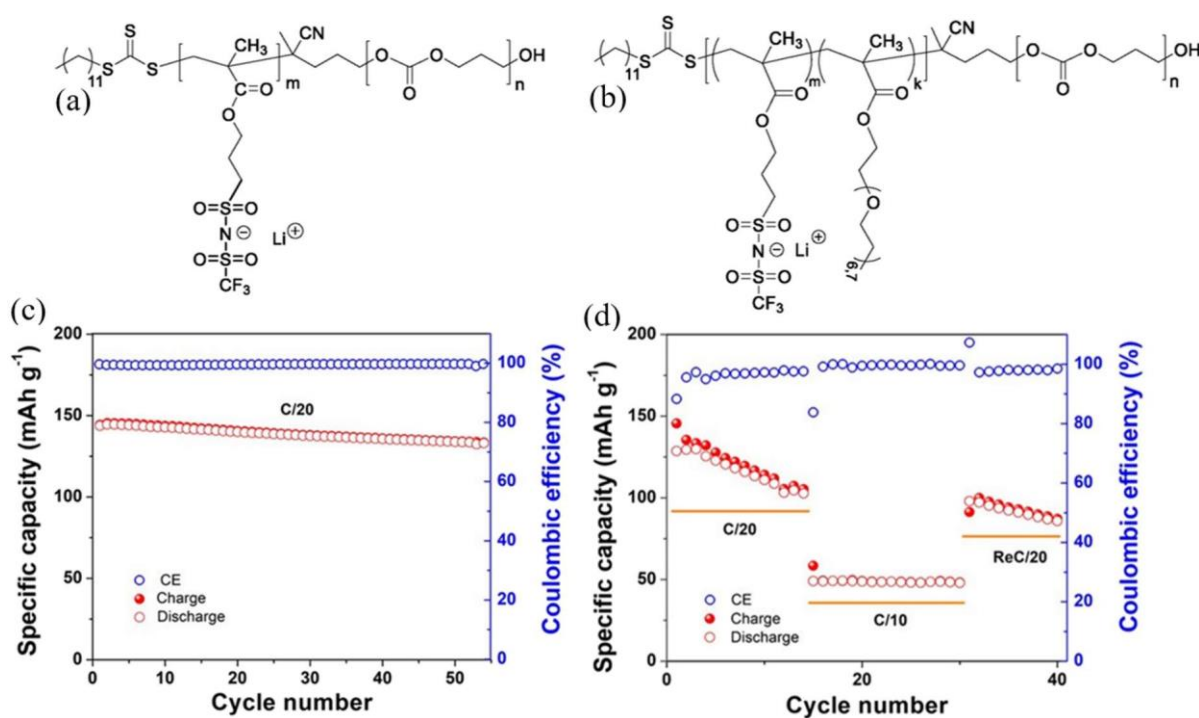 S
11
S
S
CH₃
m
CN
O
O
O
O
n
OH
(a)
O
O
O=S=O
N ⊖ Li⊕
O=S=O
CF₃
S
11
S
S
m
k
CN
O
O
O
O
n
OH
(b)
CH₃
CH₃
O
O
O
O
O
6,7
O=S=O
N ⊖ Li⊕
O=S=O
CF₃
(c)
Specific capacity (mAh g⁻¹)
200
150
100
50
0
C/20
CE
Charge
Discharge
100
80
60
40
20
0
Coulombic efficiency (%)
0 10 20 30 40 50
Cycle number
(d)
Specific capacity (mAh g⁻¹)
200
150
100
50
0
C/20
C/10
ReC/20
CE
Charge
Discharge
100
80
60
40
20
0
Coulombic efficiency (%)
0 20 40
Cycle number